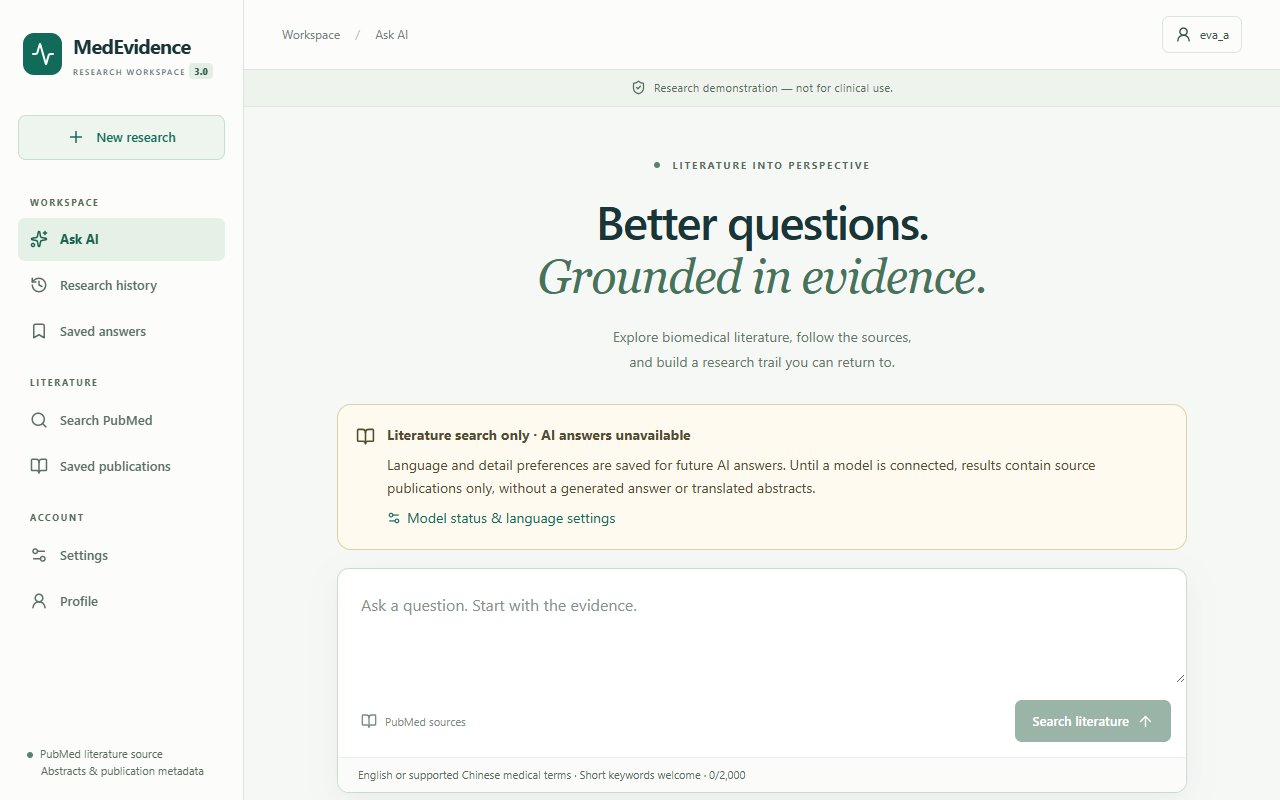 MedEvidence
RESEARCH WORKSPACE 3.0
New research
WORKSPACE
Ask AI
Research history
Saved answers
LITERATURE
Search PubMed
Saved publications
ACCOUNT
Settings
Profile
PubMed literature source
Abstracts & publication metadata
Workspace / Ask AI
eva_a
Research demonstration — not for clinical use.
LITERATURE INTO PERSPECTIVE
Better questions.
Grounded in evidence.
Explore biomedical literature, follow the sources,
and build a research trail you can return to.
Literature search only · AI answers unavailable
Language and detail preferences are saved for future AI answers. Until a model is connected, results contain source
publications only, without a generated answer or translated abstracts.
Model status & language settings
Ask a question. Start with the evidence.
PubMed sources
Search literature
English or supported Chinese medical terms · Short keywords welcome · 0/2,000